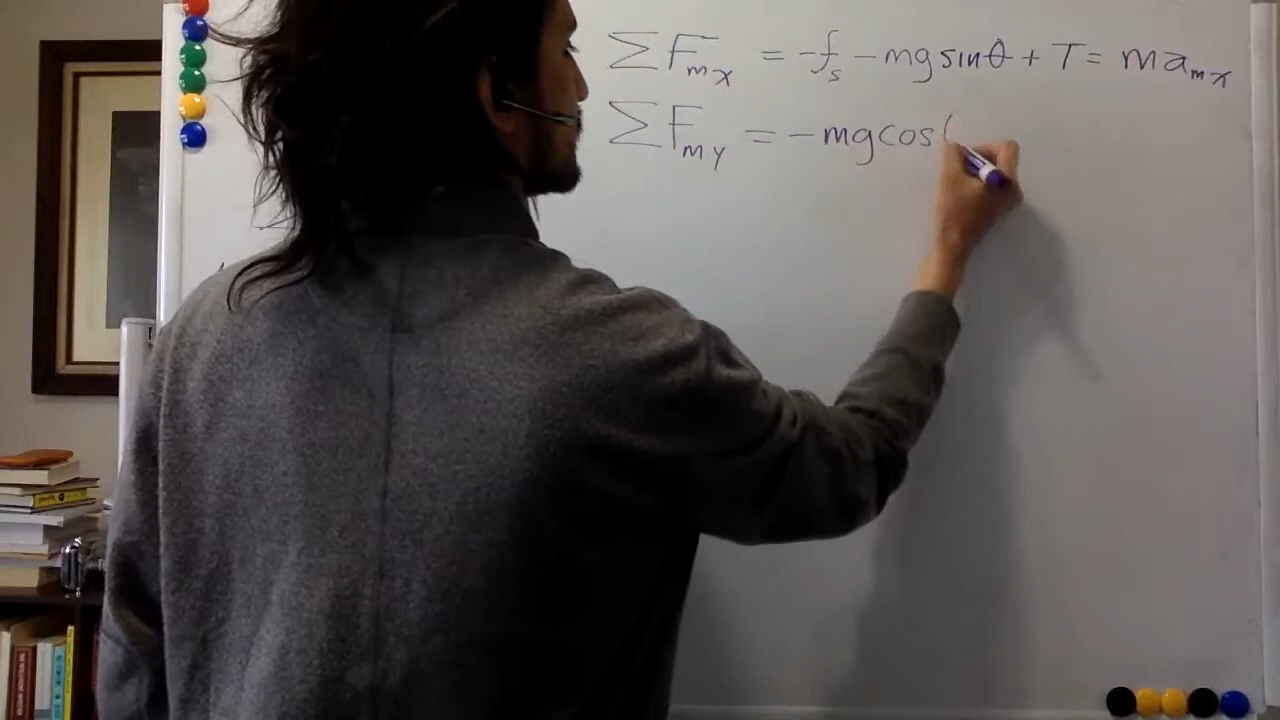 ΣF_mx = -f_s - mg sinθ + T = ma_mx
ΣF_my = -mg cos(